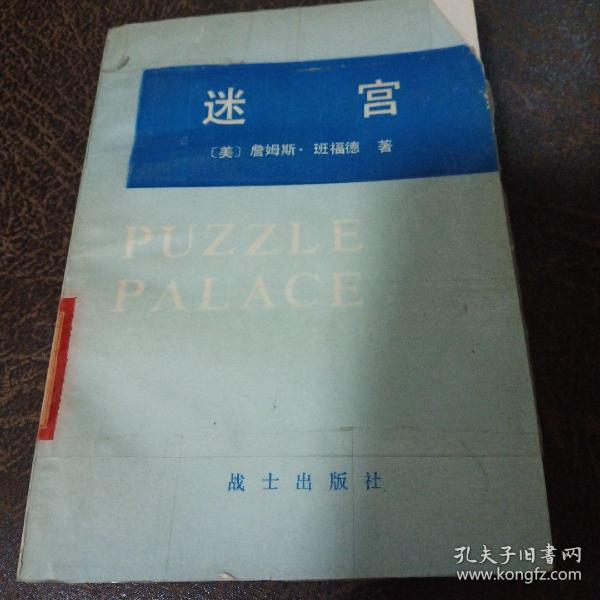 迷 宫
〔美〕詹姆斯·班福德 著
PUZZLE
PALACE
战士出版社
孔夫子旧书网
www.kongfz.com